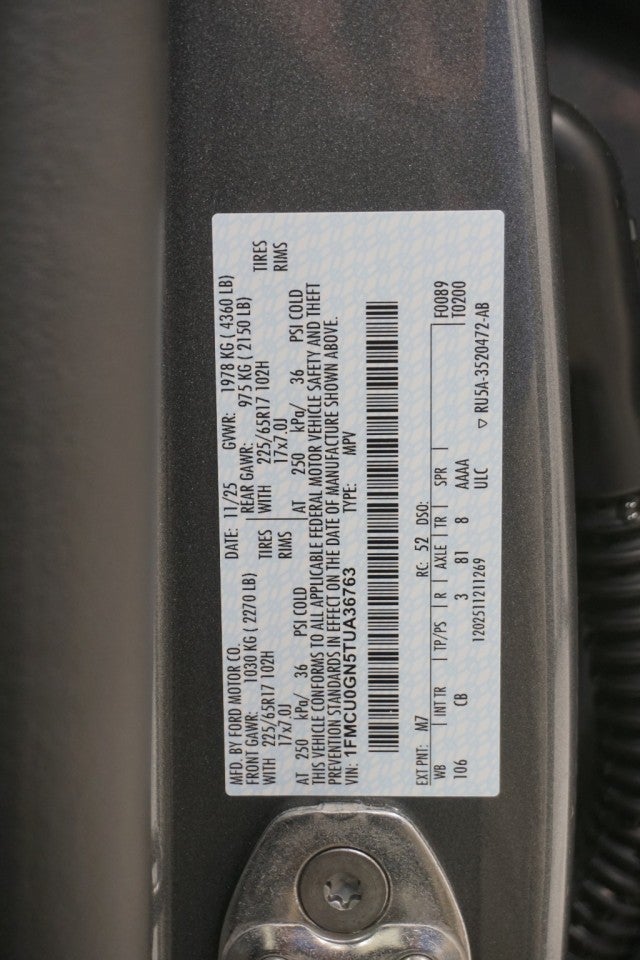 MFD. BY FORD MOTOR CO.
DATE: 11/25 GVWR: 1978 KG ( 4360 LB)
FRONT GAWR: 1030 KG ( 2270 LB) REAR GAWR: 975 KG ( 2150 LB)
WITH 225/65R17 102H TIRES WITH 225/65R17 102H TIRES
17x7.0J RIMS 17x7.0J RIMS
AT 250 kPa/ 36 PSI COLD AT 250 kPa/ 36 PSI COLD
THIS VEHICLE CONFORMS TO ALL APPLICABLE FEDERAL MOTOR VEHICLE SAFETY AND THEFT
PREVENTION STANDARDS IN EFFECT ON THE DATE OF MANUFACTURE SHOWN ABOVE.
VIN: 1FMCU0GN5TUA36763 TYPE: MPV
EXT PNT: M7 RC: 52 DSO: F0089
WB INT TR TP/PS R AXLE TR SPR T0200
106 CB 3 81 8 AAAA
ULC
1202511211269 ▽ RU5A-3520472-AB